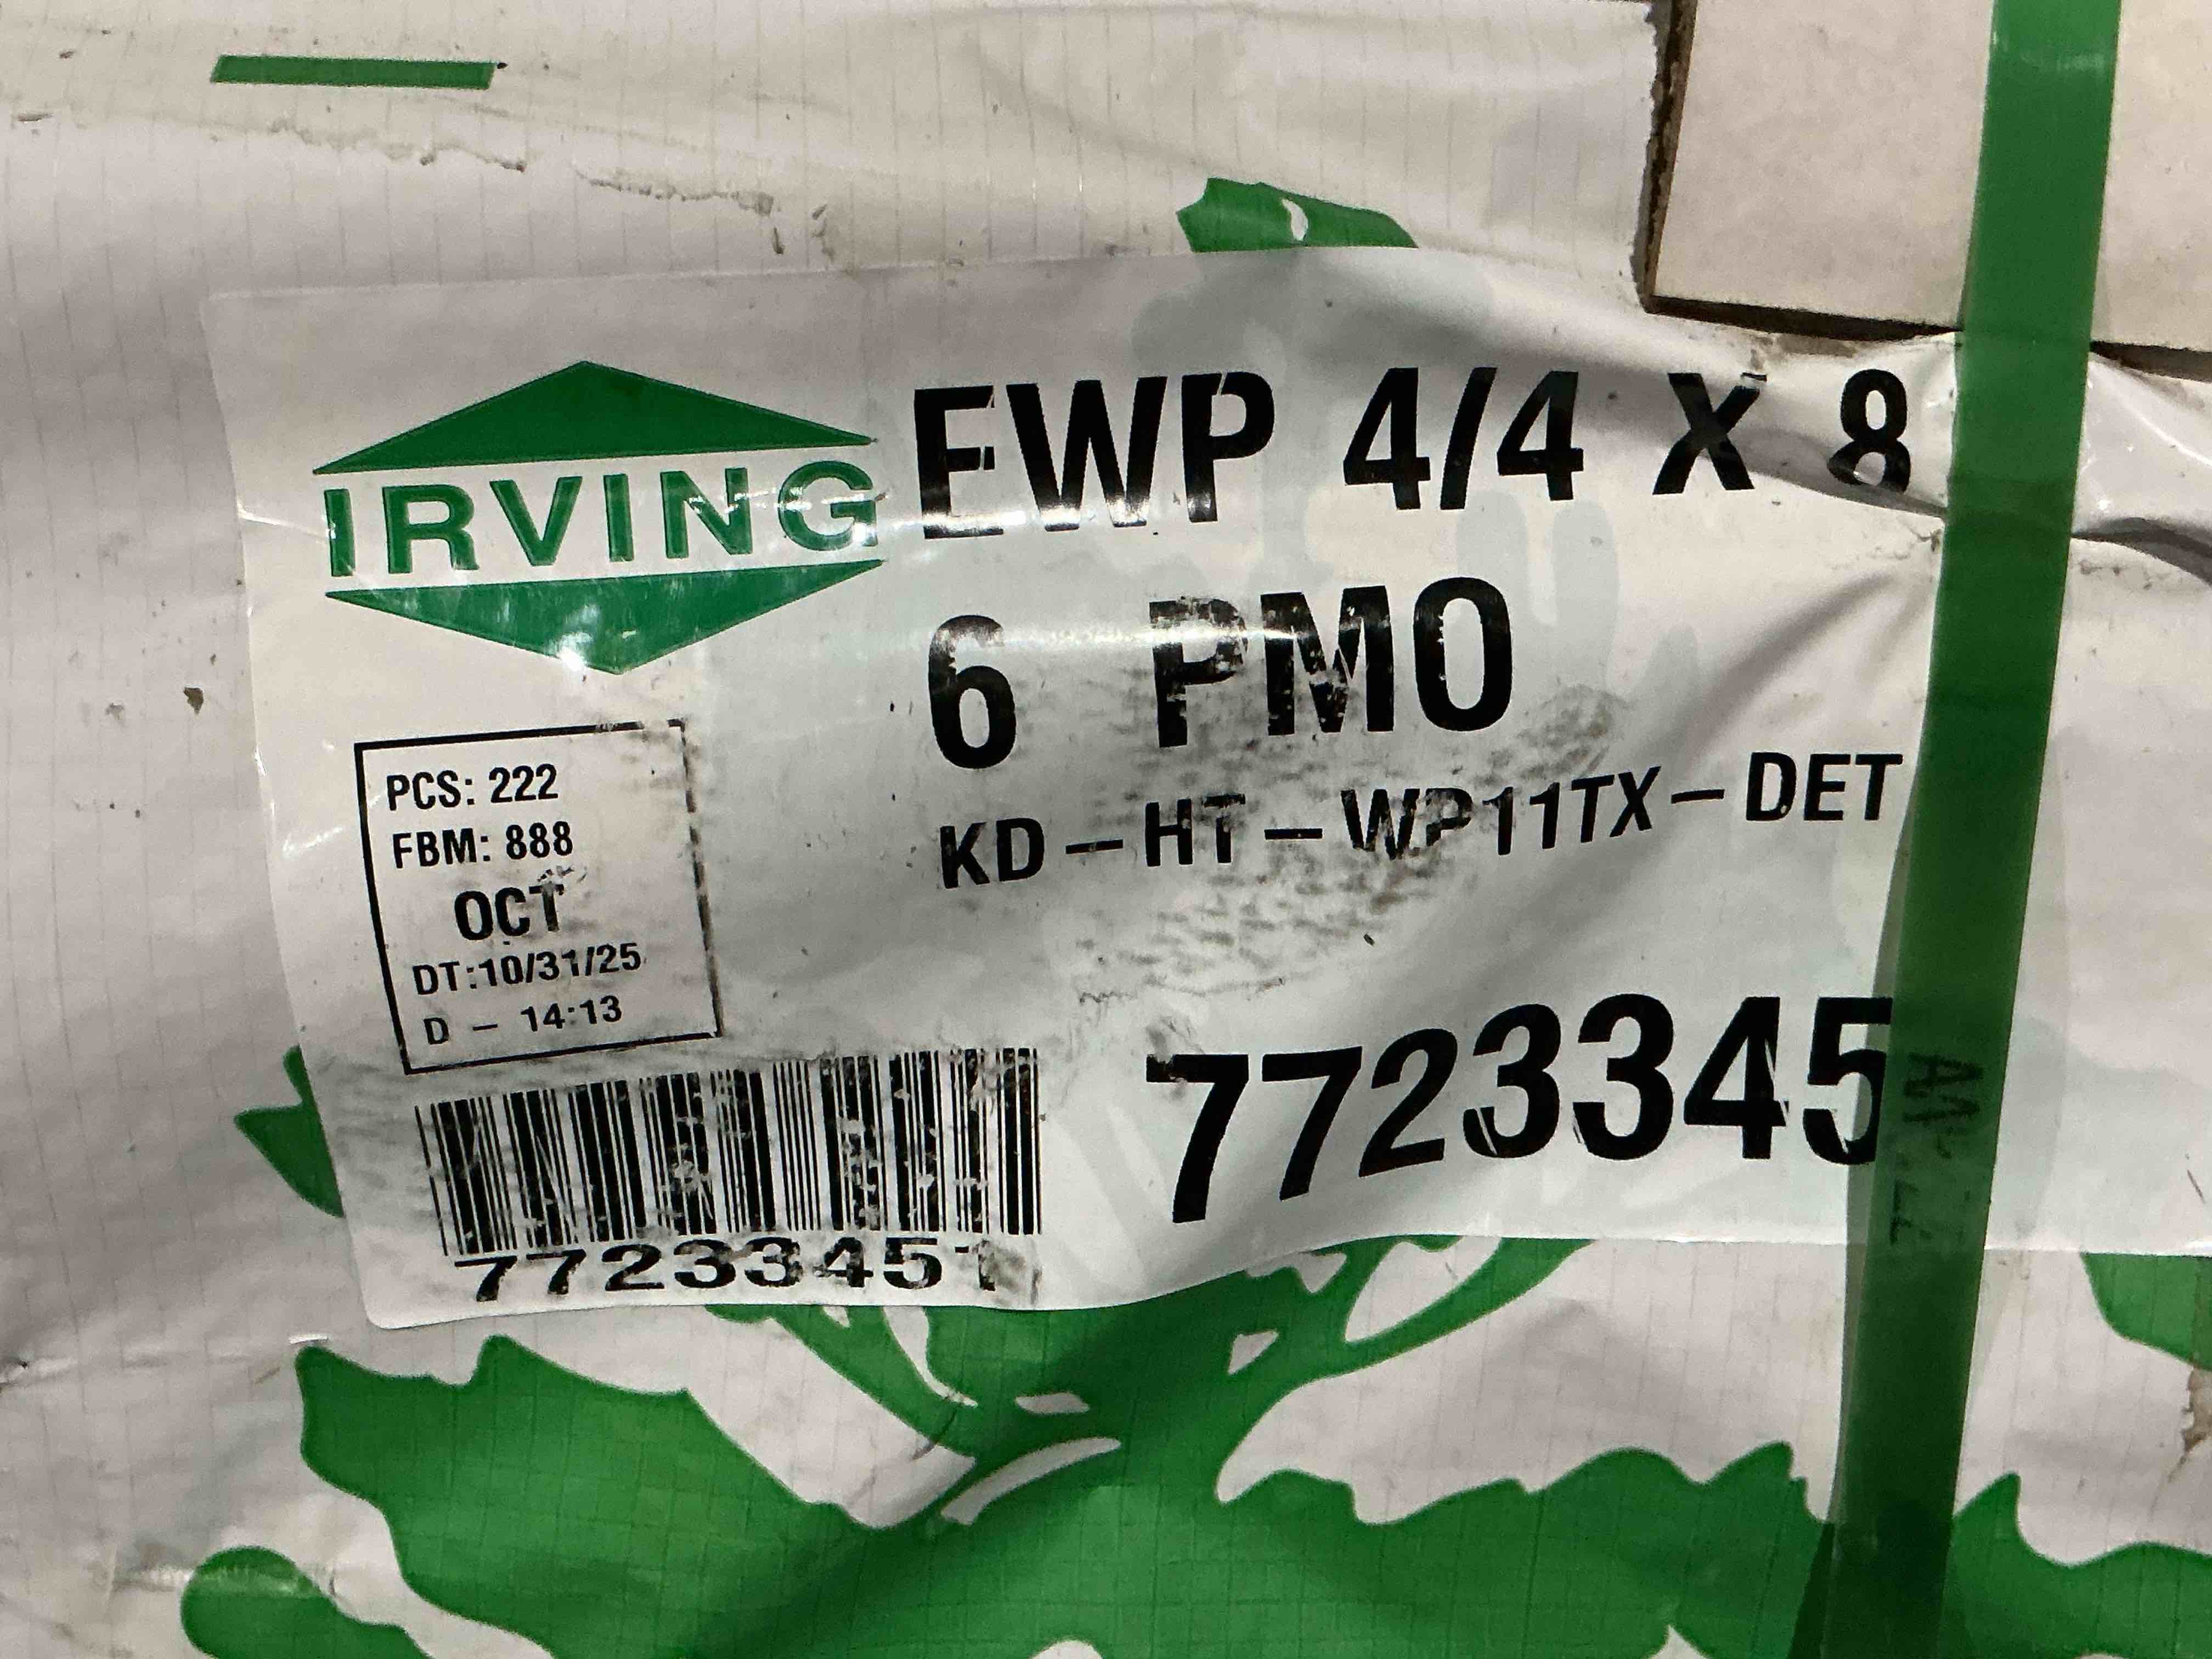 IRVING
EWP 4/4 X 8
6 PMO
KD-HT-WP11TX-DET
PCS: 222
FBM: 888
OCT
DT:10/31/25
D - 14:13
7723345